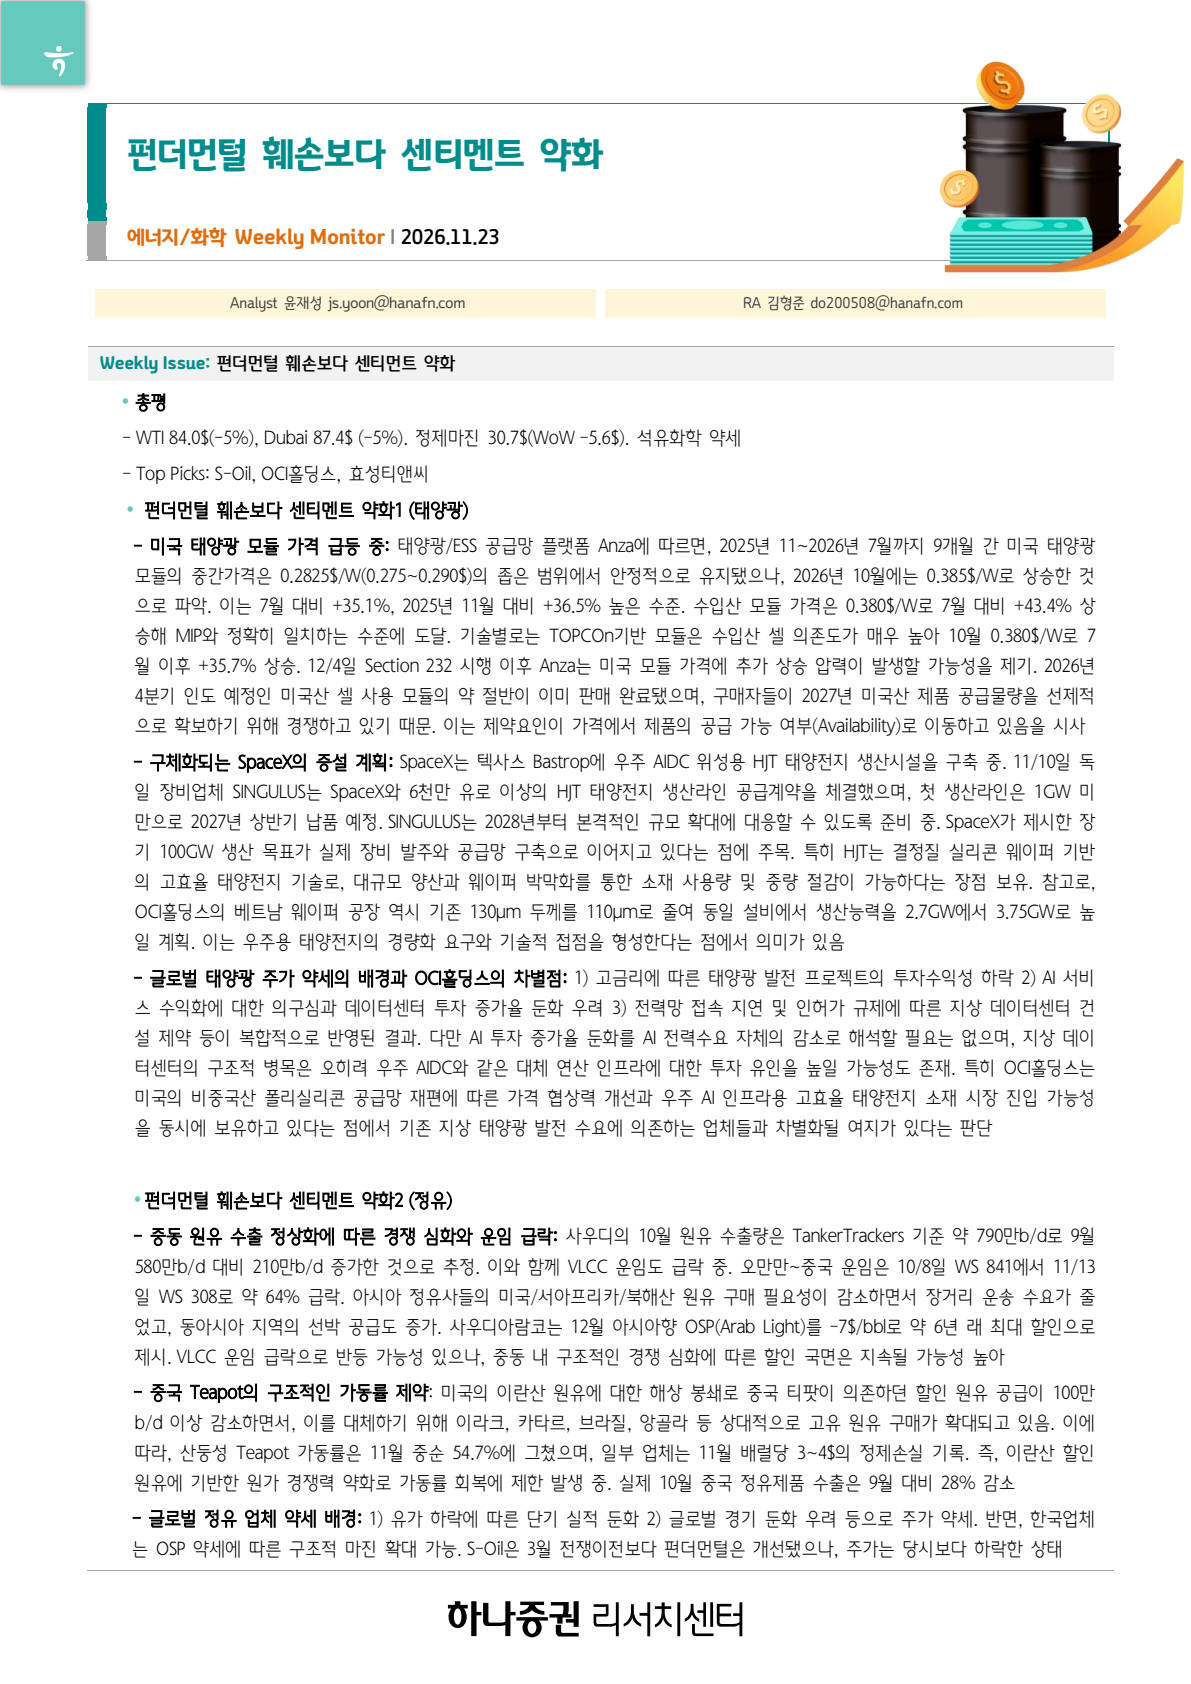 펀더먼털 훼손보다 센티멘트 약화
에너지/화학 Weekly Monitor | 2026.11.23
Analyst 윤재성 js.yoon@hanafn.com
RA 김형준 do200508@hanafn.com
Weekly Issue: 펀더먼털 훼손보다 센티먼트 약화
• 총평
- WTI 84.0$(-5%), Dubai 87.4$ (-5%). 정제마진 30.7$(WoW -5.6$). 석유화학 약세
- Top Picks: S-Oil, OCI홀딩스, 효성티앤씨
• 펀더먼털 훼손보다 센티멘트 약화1 (태양광)
- 미국 태양광 모듈 가격 급등 중: 태양광/ESS 공급망 플랫폼 Anza에 따르면, 2025년 11~2026년 7월까지 9개월 간 미국 태양광
모듈의 중간가격은 0.2825$/W(0.275~0.290$)의 좁은 범위에서 안정적으로 유지됐으나, 2026년 10월에는 0.385$/W로 상승한 것
으로 파악. 이는 7월 대비 +35.1%, 2025년 11월 대비 +36.5% 높은 수준. 수입산 모듈 가격은 0.380$/W로 7월 대비 +43.4% 상
승해 MIP와 정확히 일치하는 수준에 도달. 기술별로는 TOPCOn기반 모듈은 수입산 셀 의존도가 매우 높아 10월 0.380$/W로 7
월 이후 +35.7% 상승. 12/4일 Section 232 시행 이후 Anza는 미국 모듈 가격에 추가 상승 압력이 발생할 가능성을 제기. 2026년
4분기 인도 예정인 미국산 셀 사용 모듈의 약 절반이 이미 판매 완료됐으며, 구매자들이 2027년 미국산 제품 공급물량을 선제적
으로 확보하기 위해 경쟁하고 있기 때문. 이는 제약요인이 가격에서 제품의 공급 가능 여부(Availability)로 이동하고 있음을 시사
- 구체화되는 SpaceX의 증설 계획: SpaceX는 텍사스 Bastrop에 우주 AIDC 위성용 HJT 태양전지 생산시설을 구축 중. 11/10일 독
일 장비업체 SINGULUS는 SpaceX와 6천만 유로 이상의 HJT 태양전지 생산라인 공급계약을 체결했으며, 첫 생산라인은 1GW 미
만으로 2027년 상반기 납품 예정. SINGULUS는 2028년부터 본격적인 규모 확대에 대응할 수 있도록 준비 중. SpaceX가 제시한 장
기 100GW 생산 목표가 실제 장비 발주와 공급망 구축으로 이어지고 있다는 점에 주목. 특히 HJT는 결정질 실리콘 웨이퍼 기반
의 고효율 태양전지 기술로, 대규모 양산과 웨이퍼 박막화를 통한 소재 사용량 및 중량 절감이 가능하다는 장점 보유. 참고로,
OCI홀딩스의 베트남 웨이퍼 공장 역시 기존 130μm 두께를 110μm로 줄여 동일 설비에서 생산능력을 2.7GW에서 3.75GW로 높
일 계획. 이는 우주용 태양전지의 경량화 요구와 기술적 접점을 형성한다는 점에서 의미가 있음
- 글로벌 태양광 주가 약세의 배경과 OCI홀딩스의 차별점: 1) 고금리에 따른 태양광 발전 프로젝트의 투자수익성 하락 2) AI 서비
스 수익화에 대한 의구심과 데이터센터 투자 증가율 둔화 우려 3) 전력망 접속 지연 및 인허가 규제에 따른 지상 데이터센터 건
설 제약 등이 복합적으로 반영된 결과. 다만 AI 투자 증가율 둔화를 AI 전력수요 자체의 감소로 해석할 필요는 없으며, 지상 데이
터센터의 구조적 병목은 오히려 우주 AIDC와 같은 대체 연산 인프라에 대한 투자 유인을 높일 가능성도 존재. 특히 OCI홀딩스는
미국의 비중국산 폴리실리콘 공급망 재편에 따른 가격 협상력 개선과 우주 AI 인프라용 고효율 태양전지 소재 시장 진입 가능성
을 동시에 보유하고 있다는 점에서 기존 지상 태양광 발전 수요에 의존하는 업체들과 차별화될 여지가 있다는 판단
• 펀더먼털 훼손보다 센티멘트 약화2 (정유)
- 중동 원유 수출 정상화에 따른 경쟁 심화와 운임 급락: 사우디의 10월 원유 수출량은 TankerTrackers 기준 약 790만b/d로 9월
580만b/d 대비 210만b/d 증가한 것으로 추정. 이와 함께 VLCC 운임도 급락 중. 오만만~중국 운임은 10/8일 WS 841에서 11/13
일 WS 308로 약 64% 급락. 아시아 정유사들의 미국/서아프리카/북해산 원유 구매 필요성이 감소하면서 장거리 운송 수요가 줄
었고, 동아시아 지역의 선박 공급도 증가. 사우디아람코는 12월 아시아향 OSP(Arab Light)를 -7$/bbl로 약 6년 래 최대 할인으로
제시. VLCC 운임 급락으로 반등 가능성 있으나, 중동 내 구조적인 경쟁 심화에 따른 할인 국면은 지속될 가능성 높아
- 중국 Teapot의 구조적인 가동률 제약: 미국의 이란산 원유에 대한 해상 봉쇄로 중국 티팟이 의존하던 할인 원유 공급이 100만
b/d 이상 감소하면서, 이를 대체하기 위해 이라크, 카타르, 브라질, 앙골라 등 상대적으로 고유 원유 구매가 확대되고 있음. 이에
따라, 산둥성 Teapot 가동률은 11월 중순 54.7%에 그쳤으며, 일부 업체는 11월 배럴당 3~4$의 정제손실 기록. 즉, 이란산 할인
원유에 기반한 원가 경쟁력 약화로 가동률 회복에 제한 발생 중. 실제 10월 중국 정유제품 수출은 9월 대비 28% 감소
- 글로벌 정유 업체 약세 배경: 1) 유가 하락에 따른 단기 실적 둔화 2) 글로벌 경기 둔화 우려 등으로 주가 약세. 반면, 한국업체
는 OSP 약세에 따른 구조적 마진 확대 가능. S-Oil은 3월 전쟁이전보다 펀더먼털은 개선됐으나, 주가는 당시보다 하락한 상태
하나증권 리서치센터